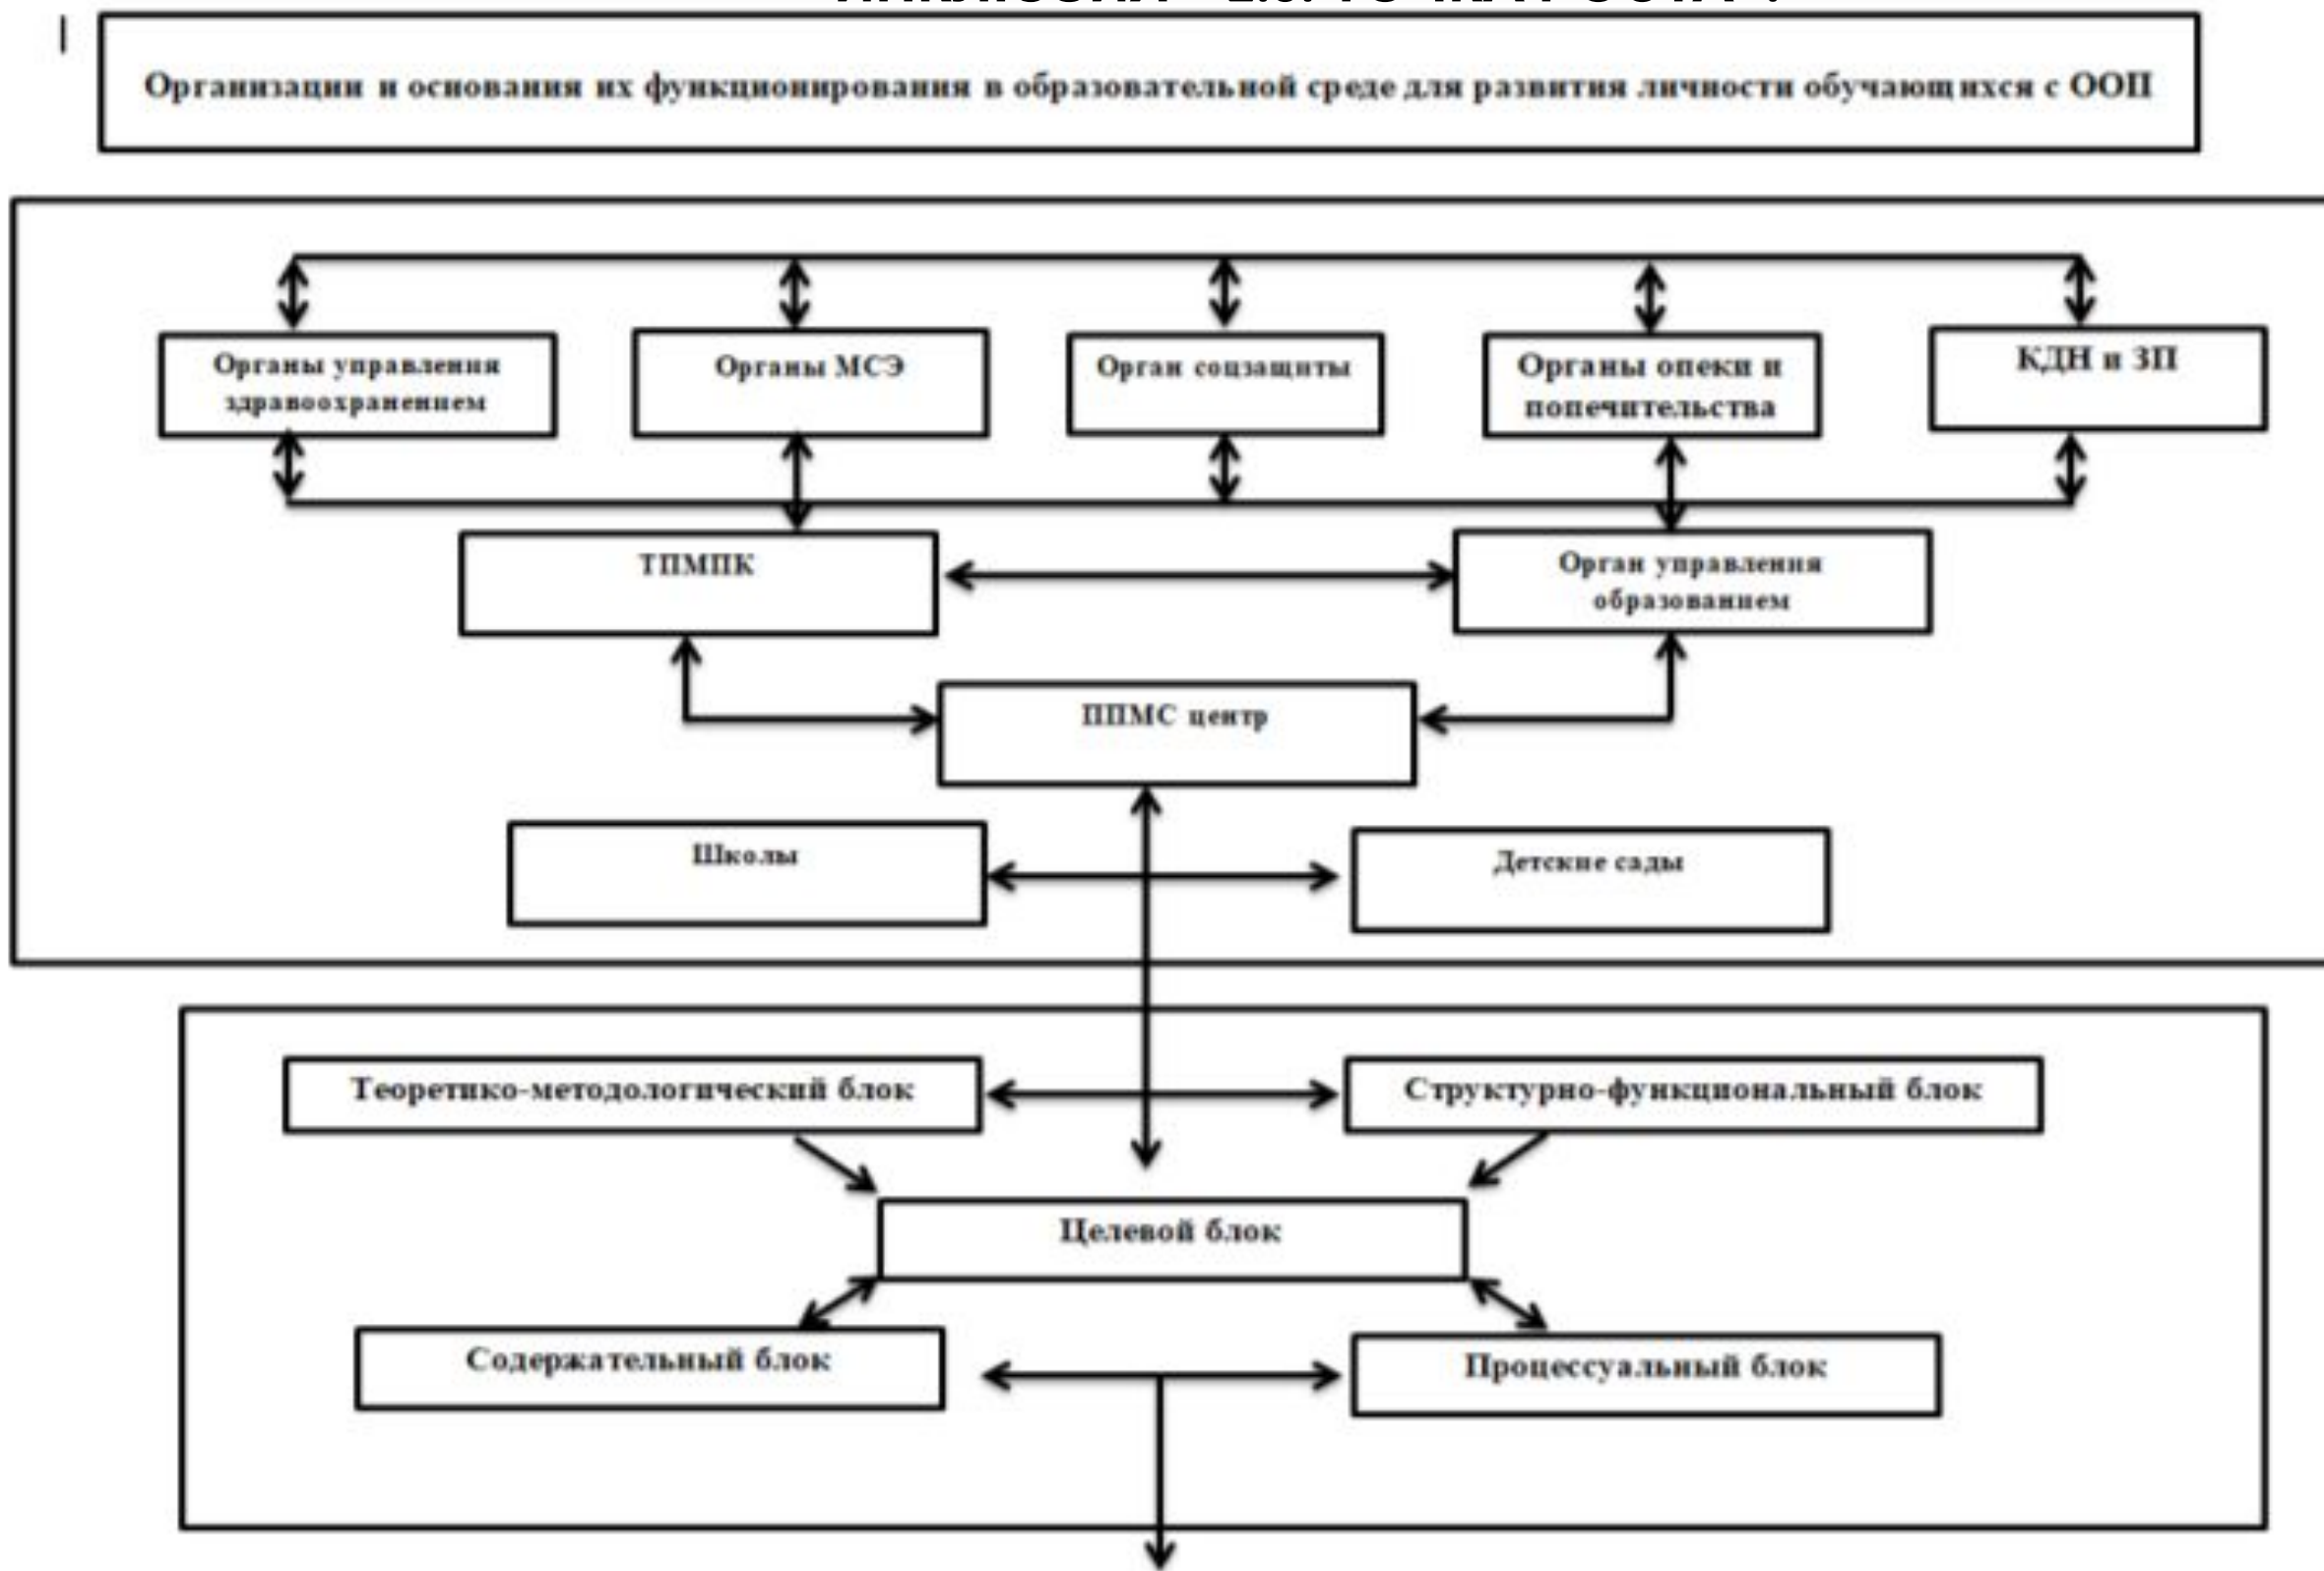 Организации и основания их функционирования в образовательной среде для развития личности обучающихся с ООП
Органы управления
здравоохранением
Органы МСЭ
Орган соцзащиты
Органы опеки и
попечительства
КДН и ЗП
ТПМПК
Орган управления
образованием
ППМС центр
Школы
Детские сады
Теоретико-методологический блок
Структурно-функциональный блок
Целевой блок
Содержательный блок
Процессуальный блок